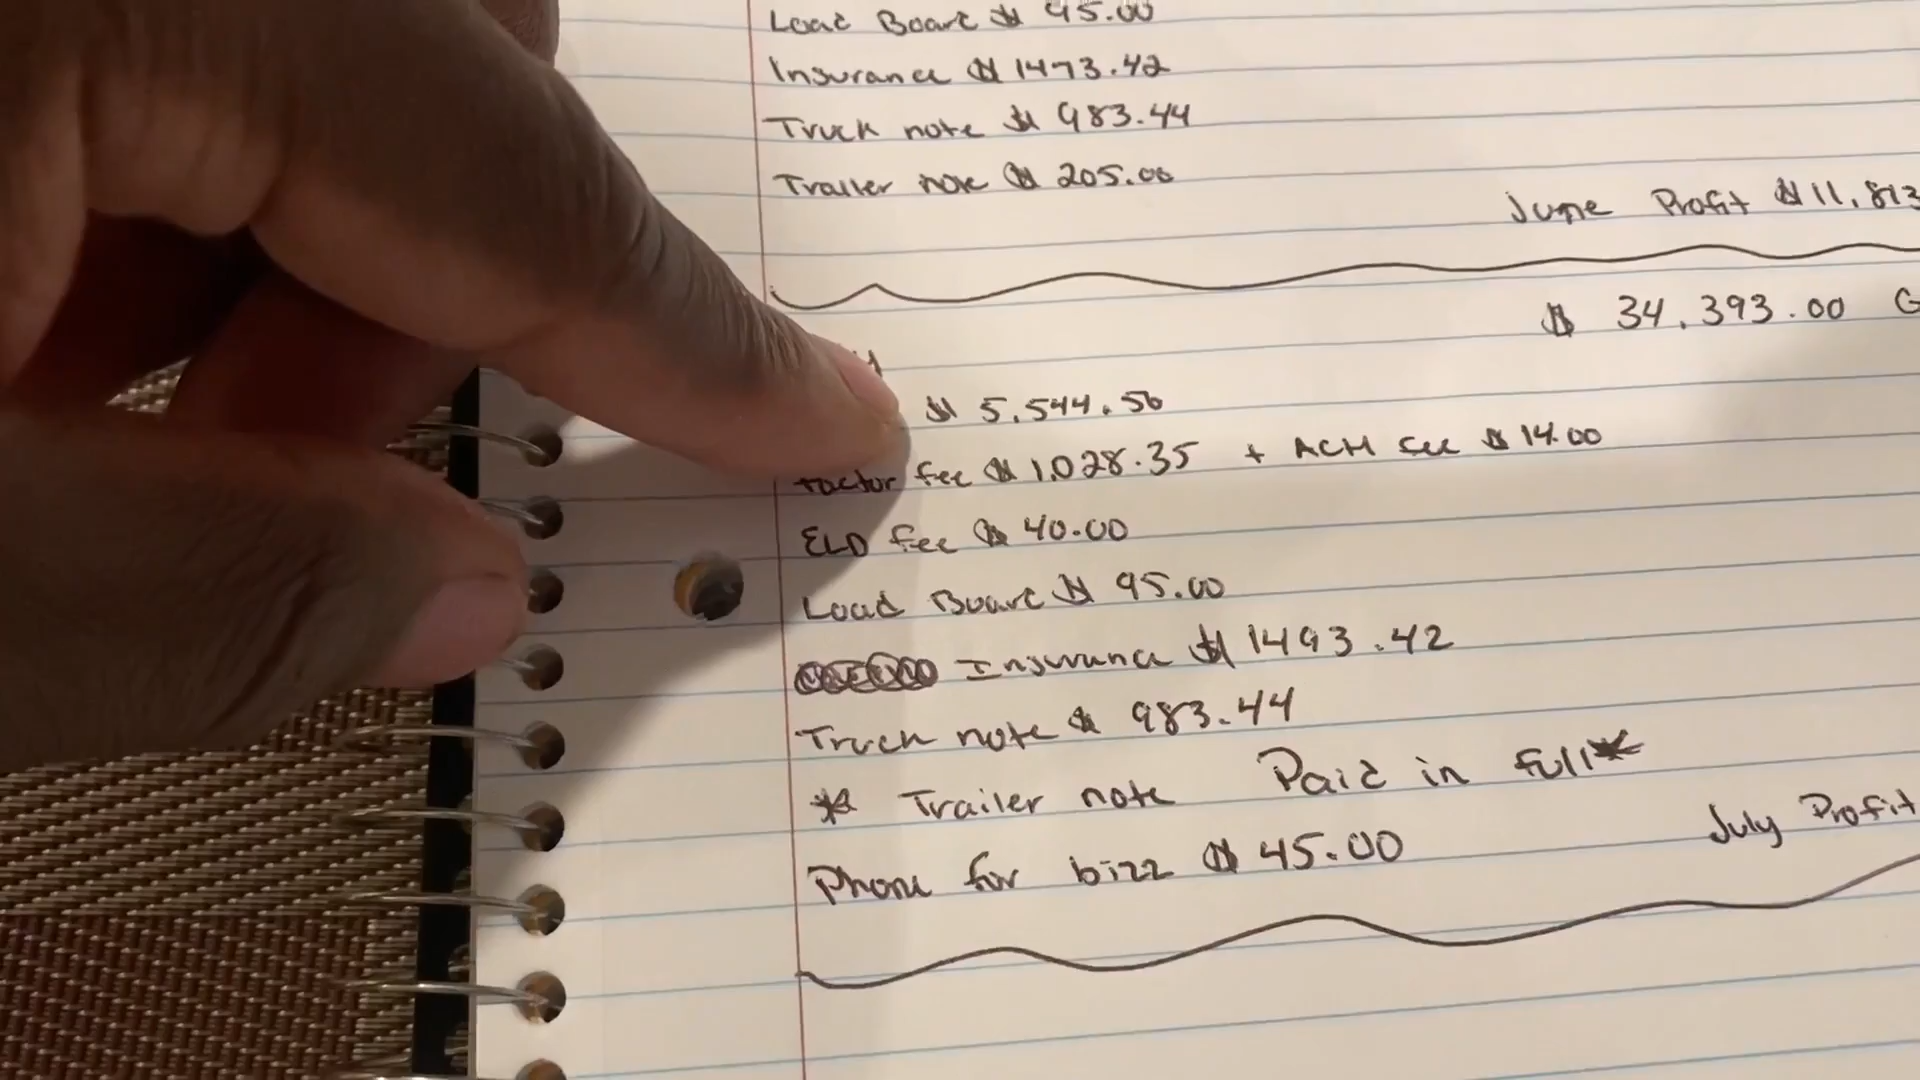 Load Board $ 95.00
Insurance $ 1473.42
Truck note $ 983.44
Trailer note $ 205.00
June Profit $ 11,813
$ 34,393.00 G
$ 5,544.56
factor fee $ 1,028.35 + ACH fee $ 14.00
ELD fee $ 40.00
Load Board $ 95.00
Insurance $ 1493.42
Truck note $ 983.44
* Trailer note Paid in full*
Phone for bizz $ 45.00
July Profit